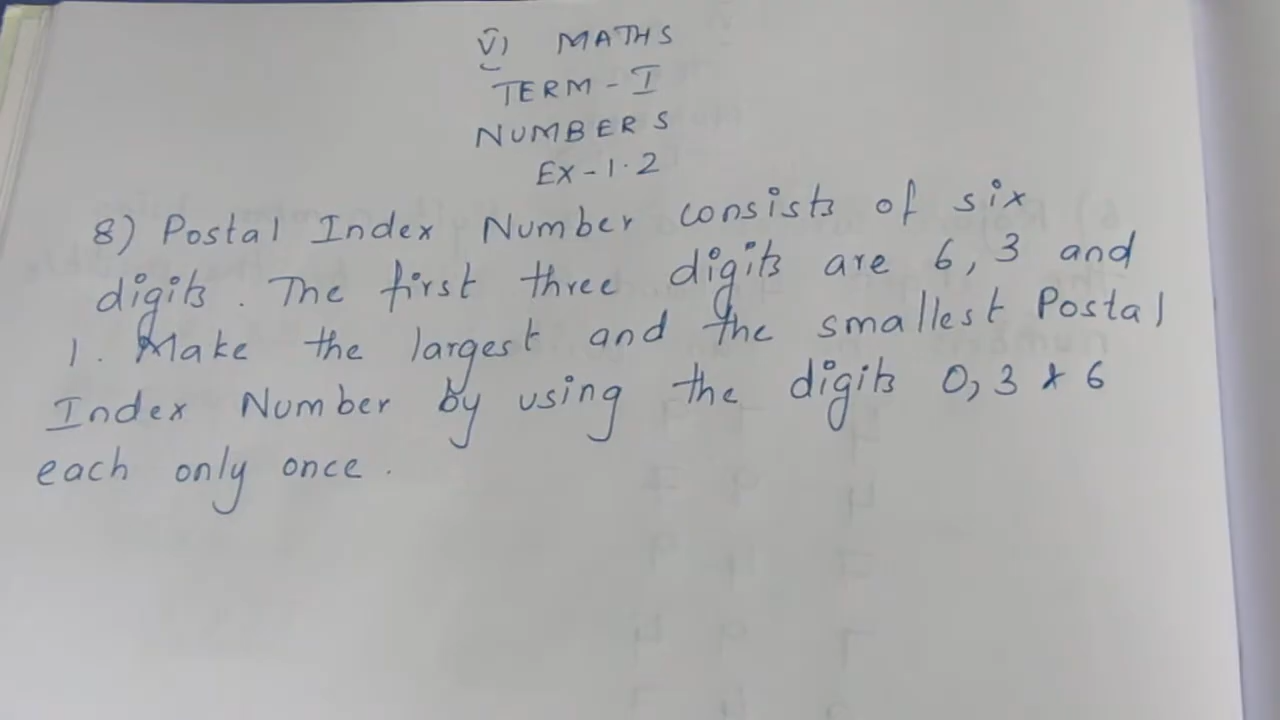 VI) MATHS
TERM - I
NUMBERS
EX - 1.2
8) Postal Index Number consists of six
digits. The first three digits are 6, 3 and
1. Make the largest and the smallest Postal
Index Number by using the digits 0, 3 & 6
each only once.